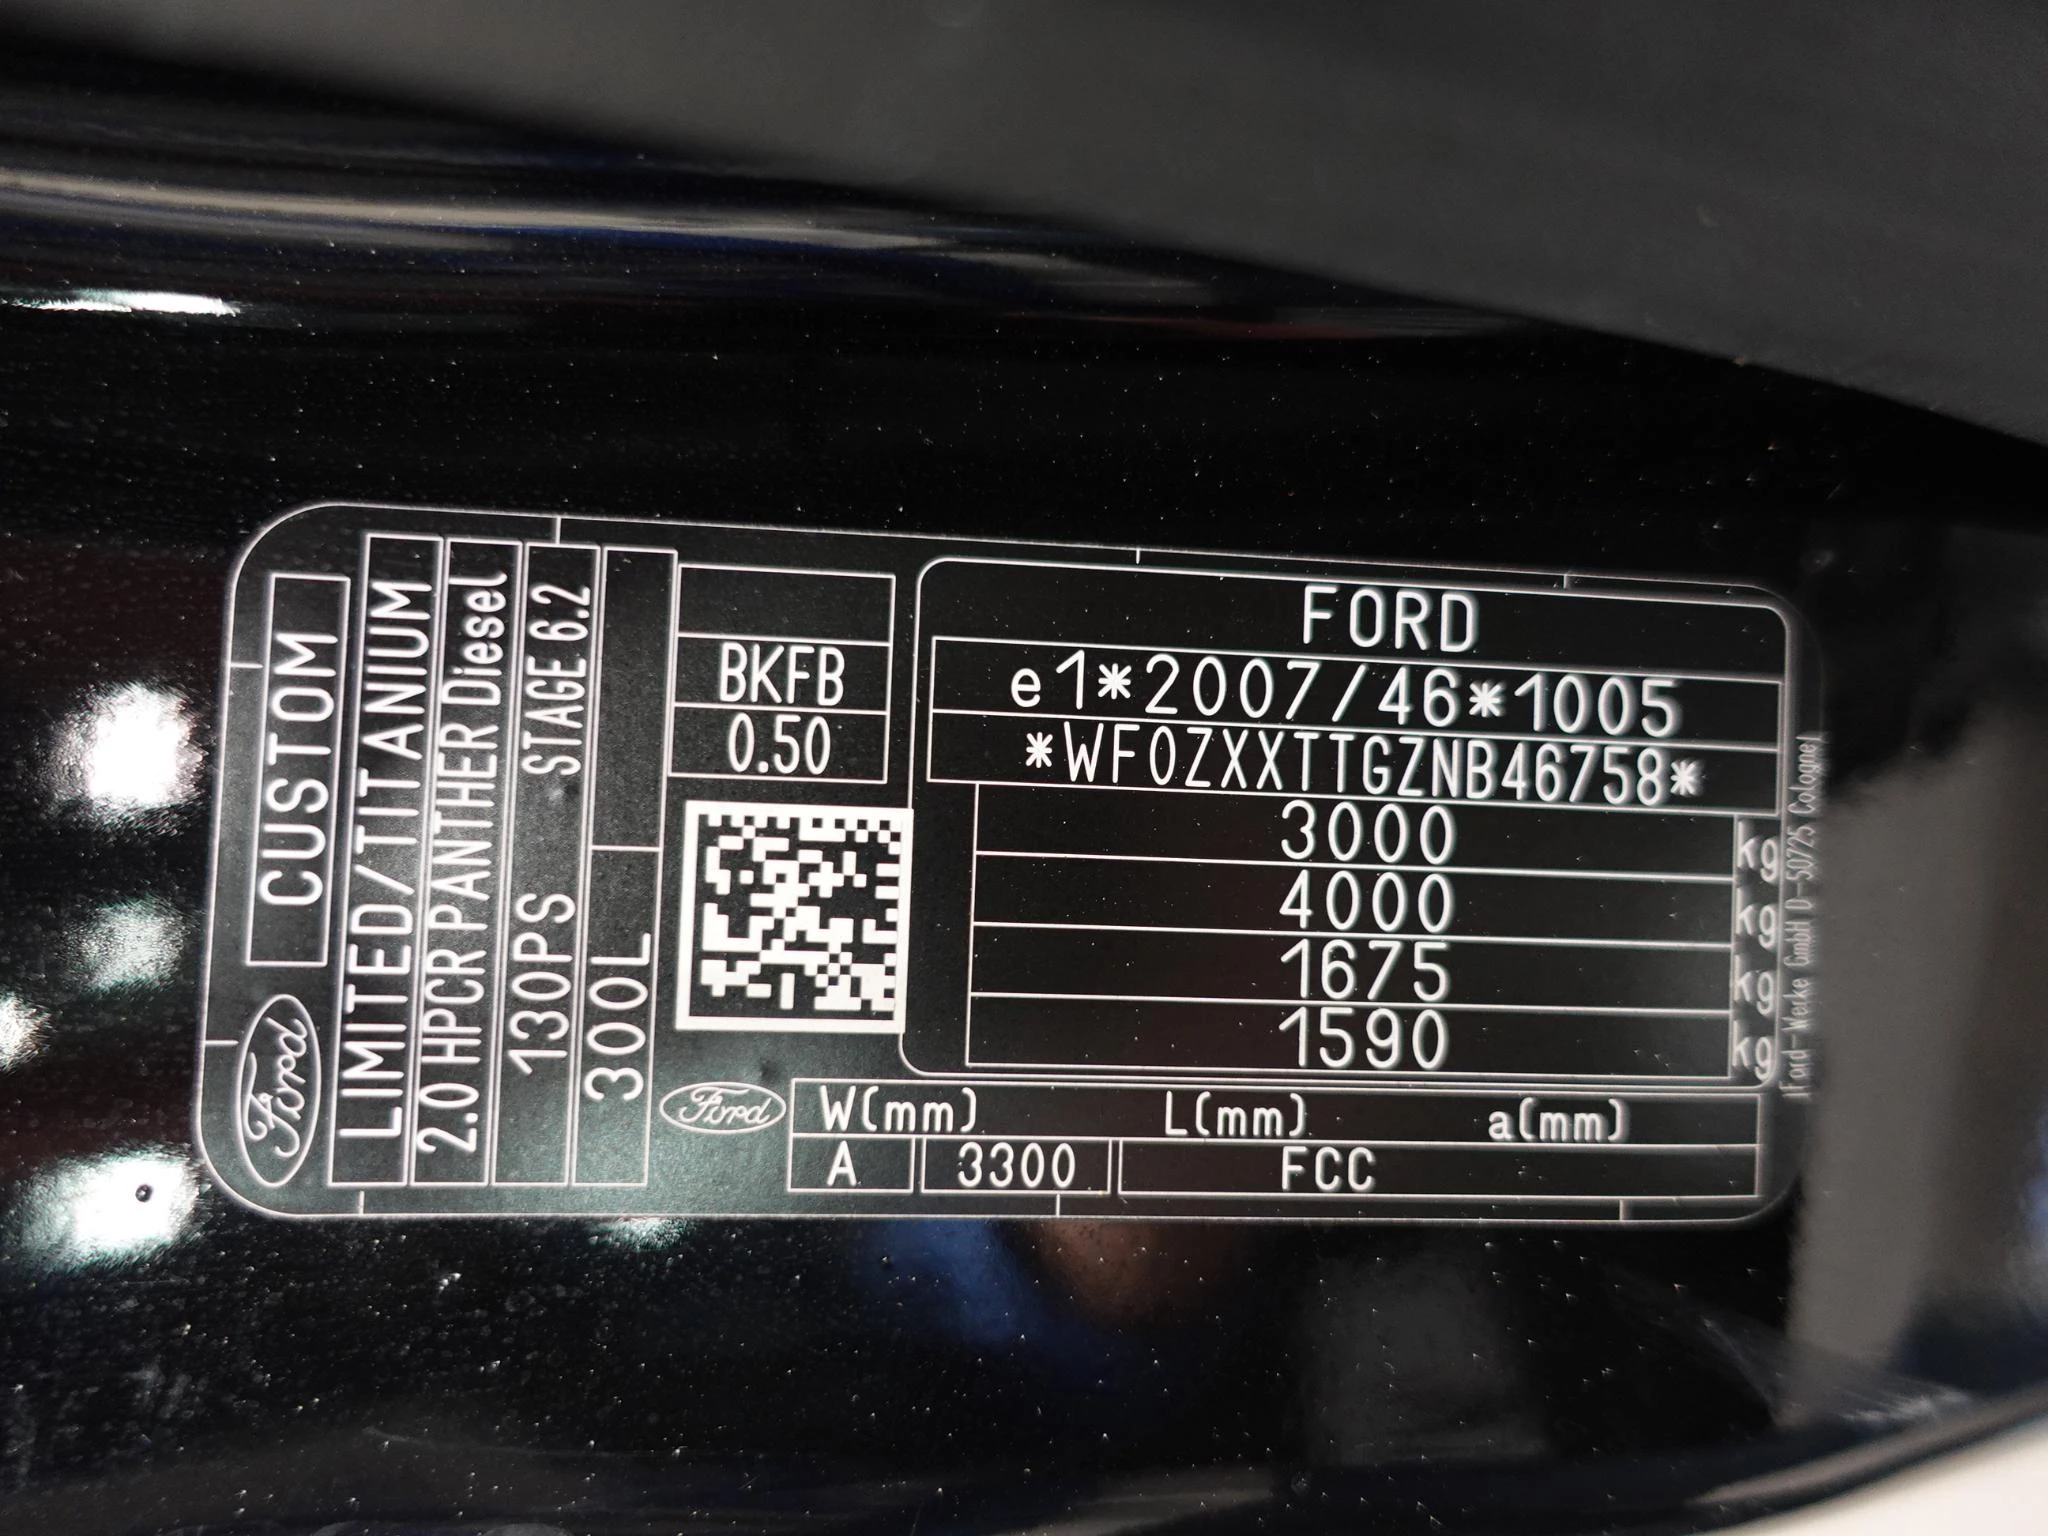 Ford
CUSTOM
LIMITED/TITANIUM
2.0 HPCR PANTHER Diesel
130PS STAGE 6.2
300L
BKFB
0.50
FORD
e1*2007/46*1005
*WF0ZXXTTGZNB46758*
3000 kg
4000 kg
1675 kg
1590 kg
Ford
W(mm) L(mm) a(mm)
A 3300 FCC
Ford-Werke GmbH D-50725 Cologne